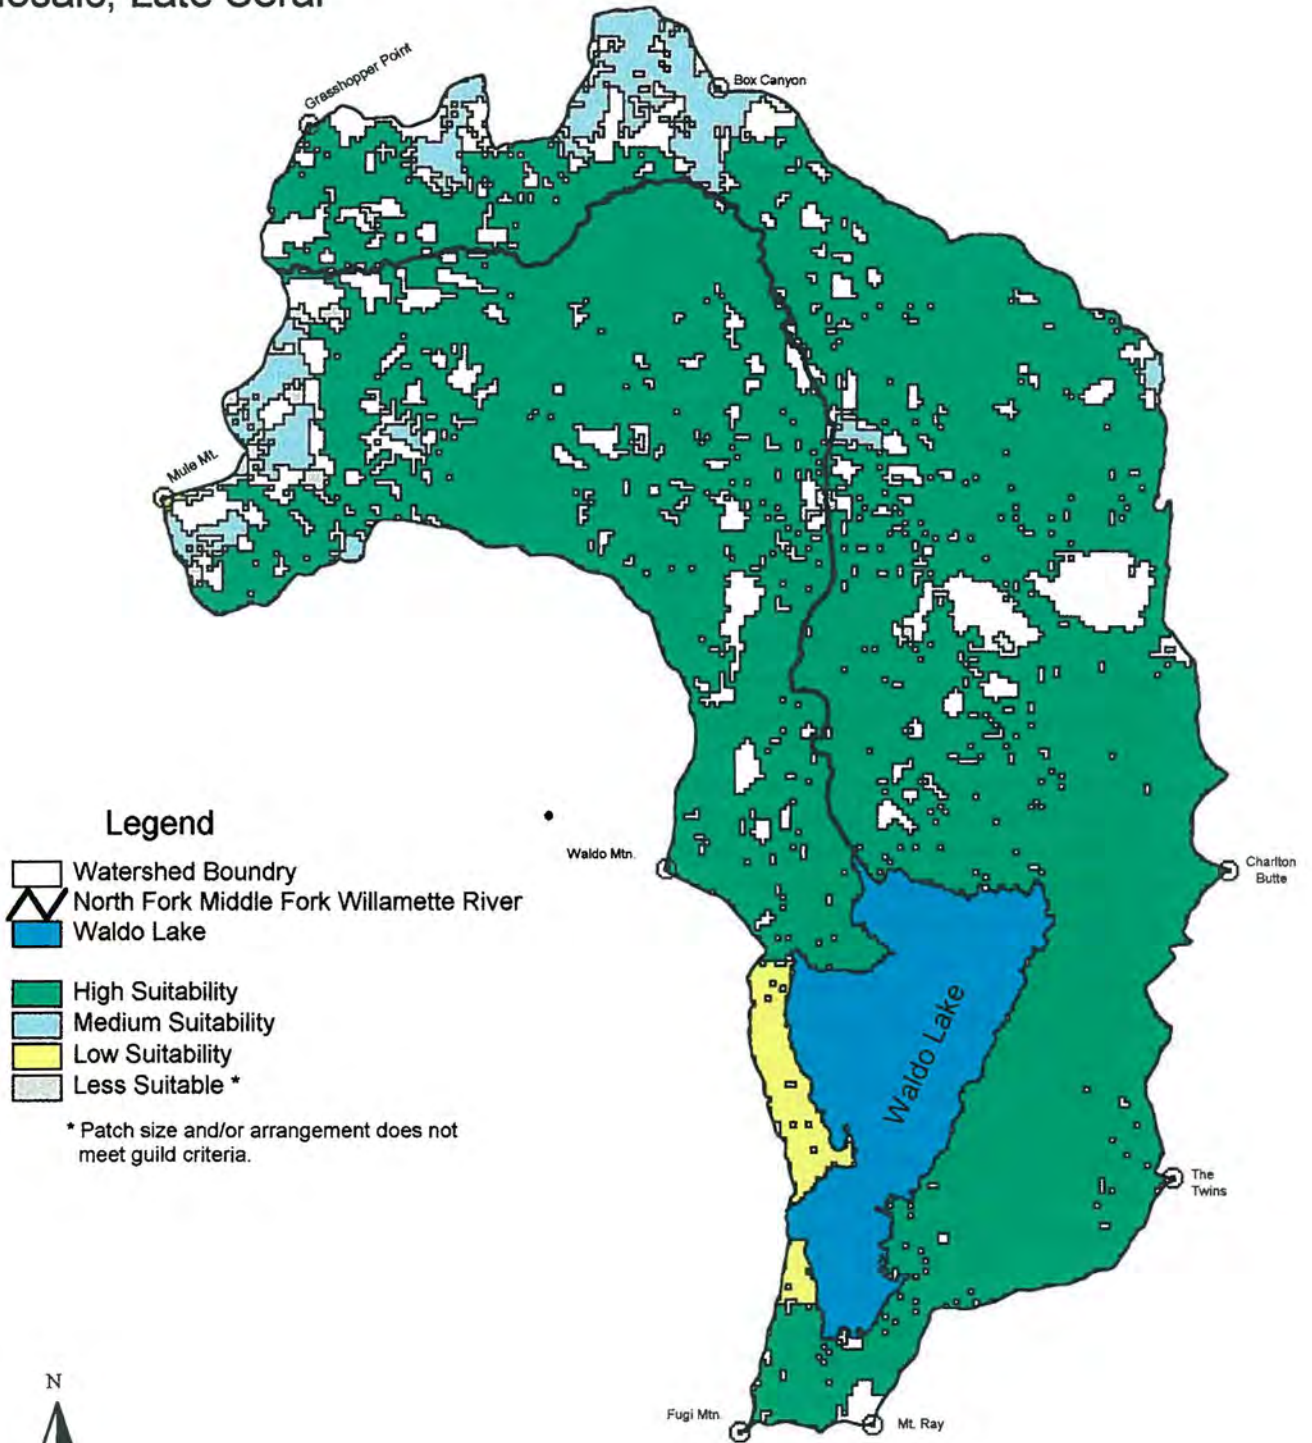 Late Seral
Grasshopper Point
Box Canyon
Mule Mt.
Legend
Watershed Boundry
North Fork Middle Fork Willamette River
Waldo Lake
High Suitability
Medium Suitability
Low Suitability
Less Suitable *
* Patch size and/or arrangement does not
meet guild criteria.
Waldo Mtn.
Charlton
Butte
Waldo Lake
The
Twins
N
Fugi Mtn.
Mt. Ray